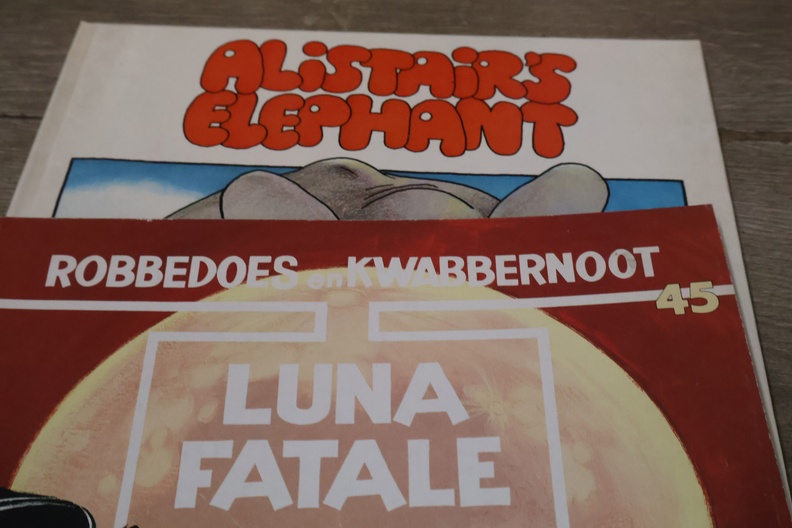 ALiSTAiR'S
ELEPHANT
ROBBEDOES en KWABBERNOOT
45
LUNA
FATALE